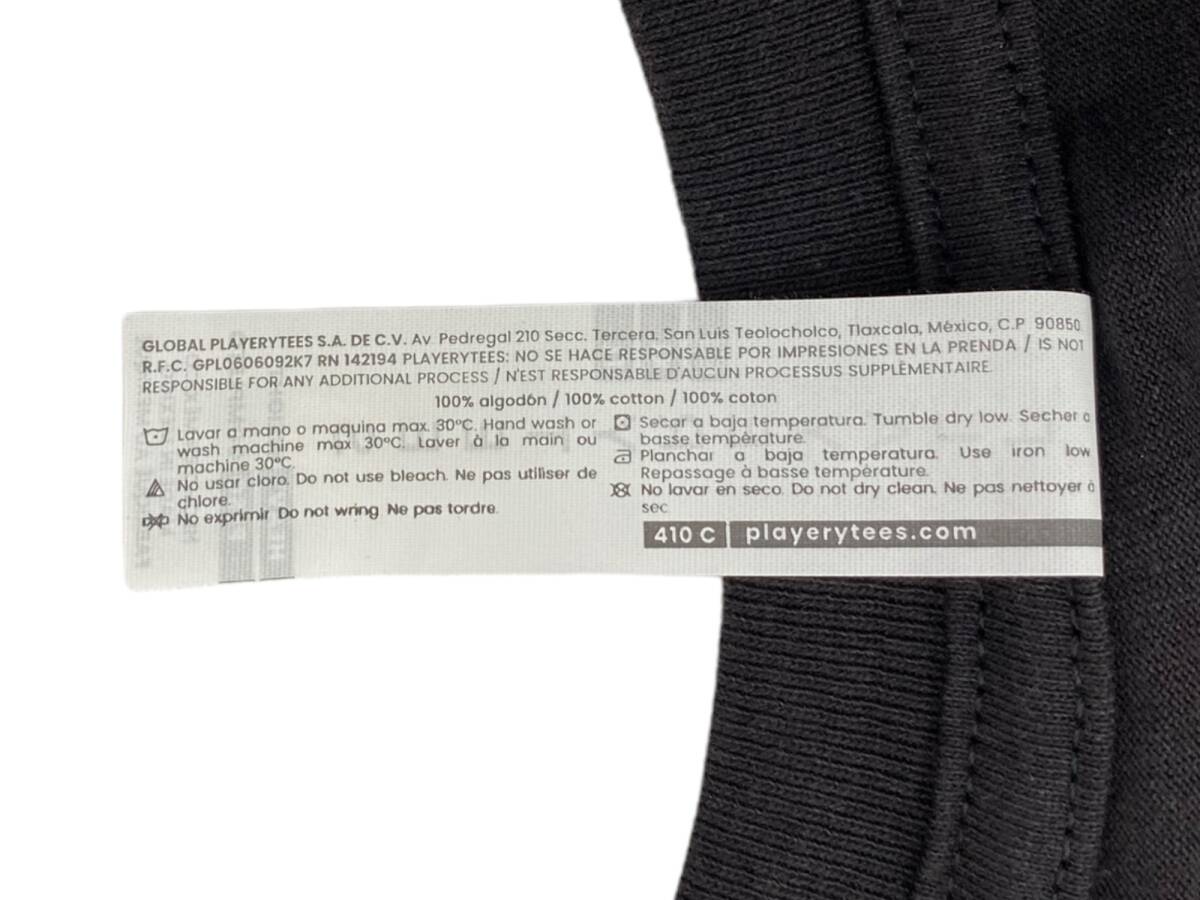 GLOBAL PLAYERYTEES S.A. DE C.V. Av. Pedregal 210 Secc. Tercera, San Luis Teolocholco, Tlaxcala, México, C.P. 90850
R.F.C. GPL0606092K7 RN 142194 PLAYERYTEES: NO SE HACE RESPONSABLE POR IMPRESIONES EN LA PRENDA / IS NOT
RESPONSIBLE FOR ANY ADDITIONAL PROCESS / N'EST RESPONSABLE D'AUCUN PROCESSUS SUPPLÉMENTAIRE.
100% algodón / 100% cotton / 100% coton
Lavar a mano o maquina max. 30ºC. Hand wash or
wash machine max 30ºC. Laver à la main ou
machine 30ºC.
No usar cloro. Do not use bleach. Ne pas utiliser de
chlore.
No exprimir Do not wring Ne pas tordre.
Secar a baja temperatura. Tumble dry low. Secher a
basse tempèrature.
Planchar a baja temperatura. Use iron low
Repassage à basse température.
No lavar en seco. Do not dry clean. Ne pas nettoyer à
sec
410 C | playerytees.com